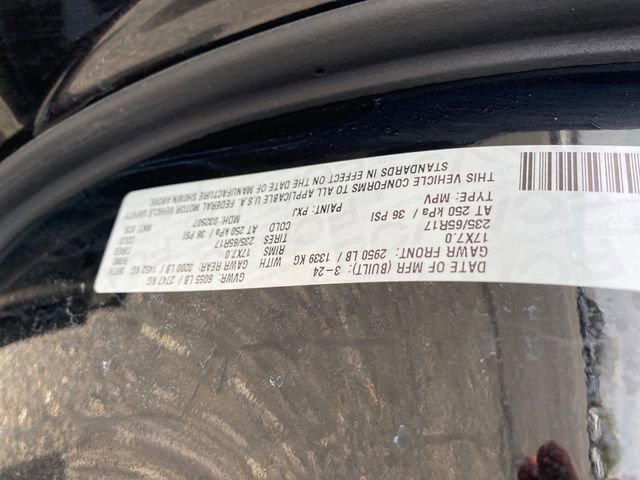 DATE OF MFR (BUILT): 3-24 GVWR: 6055 LB / 2747 KG
GAWR FRONT: 2950 LB / 1339 KG WITH GAWR REAR: 3200 LB / 1452 KG WITH
17X7.0 RIMS 17X7.0 RIMS
235/65R17 TIRES 235/65R17 TIRES
AT 250 kPa / 36 PSI COLD AT 250 kPa / 36 PSI COLD
TYPE: MPV PAINT: PXJ MDH: 032507
THIS VEHICLE CONFORMS TO ALL APPLICABLE U.S.A. FEDERAL MOTOR VEHICLE SAFETY
STANDARDS IN EFFECT ON THE DATE OF MANUFACTURE SHOWN ABOVE.